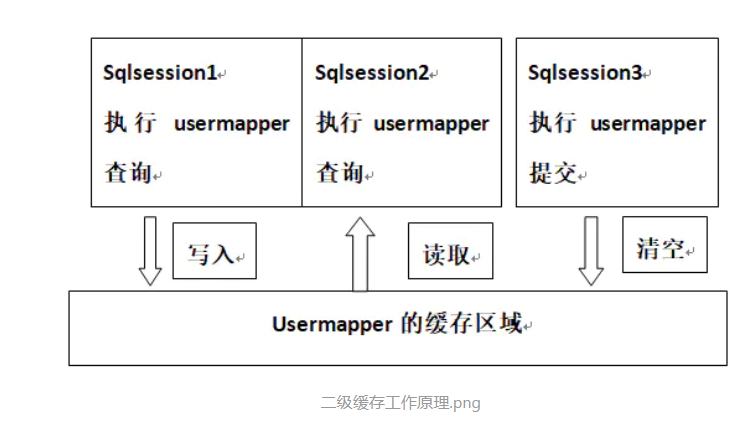 Sqlsession1
执行 usermapper
查询
Sqlsession2
执行 usermapper
查询
Sqlsession3
执行 usermapper
提交
写入
读取
清空
Usermapper 的缓存区域
二级缓存工作原理.png